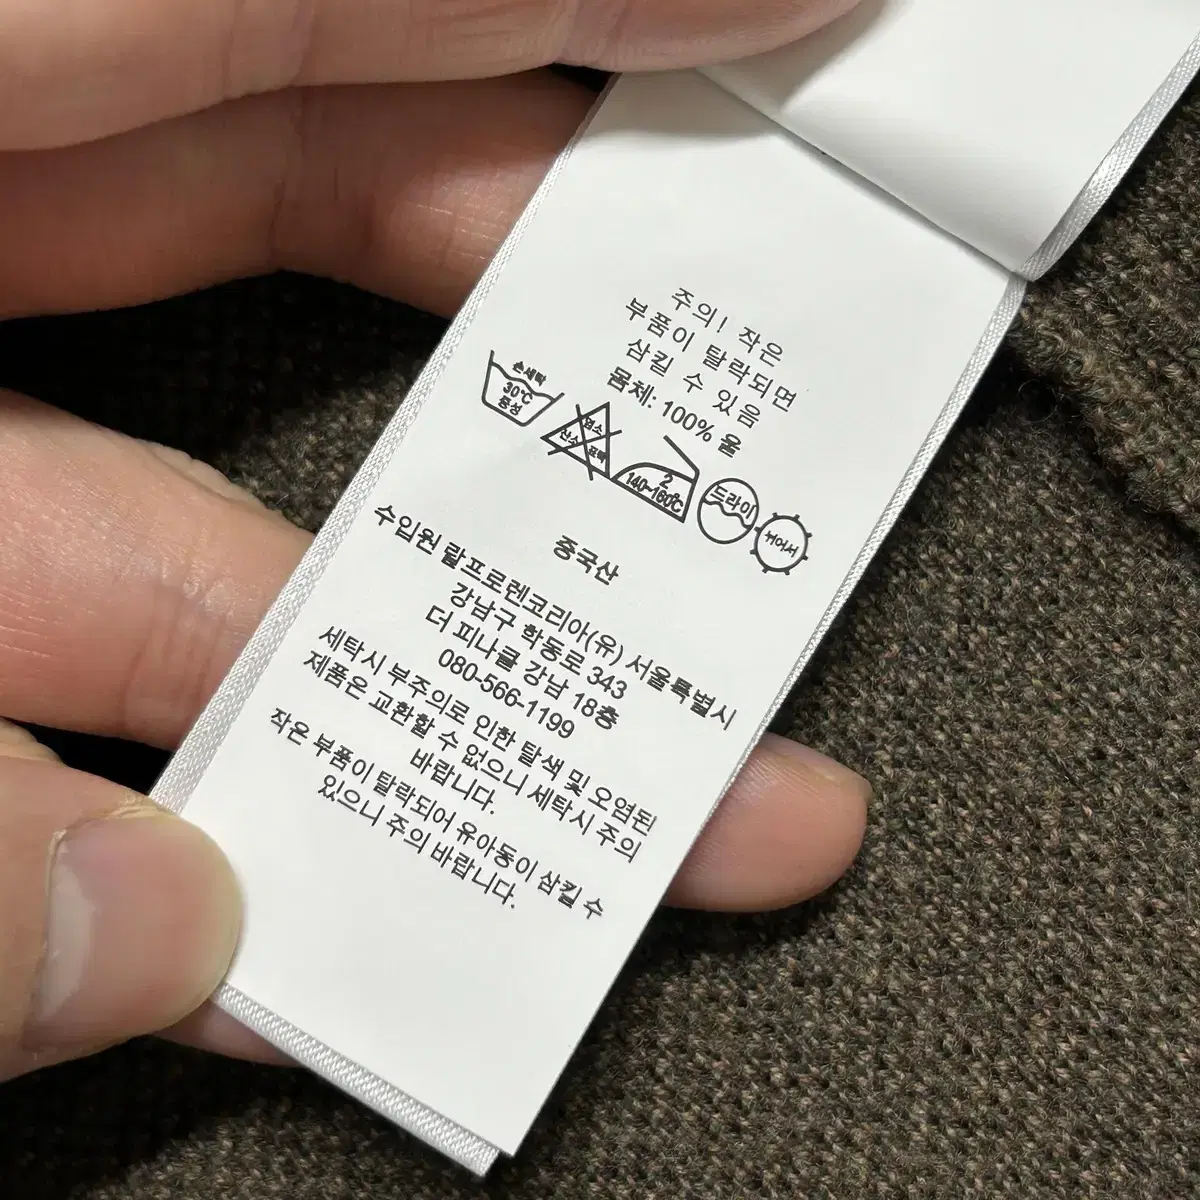 주의! 작은
부품이 탈락되면
삼킬 수 있음
몸체: 100% 울
손세탁
30℃
중성
염소
산소 표백
2
140-160℃
드라이
뉘어서
중국산
수입원 랄프로렌코리아(유) 서울특별시
강남구 학동로 343
더 피나클 강남 18층
080-566-1199
세탁시 부주의로 인한 탈색 및 오염된
제품은 교환할 수 없으니 세탁시 주의
바랍니다.
작은 부품이 탈락되어 유아동이 삼킬 수
있으니 주의 바랍니다.